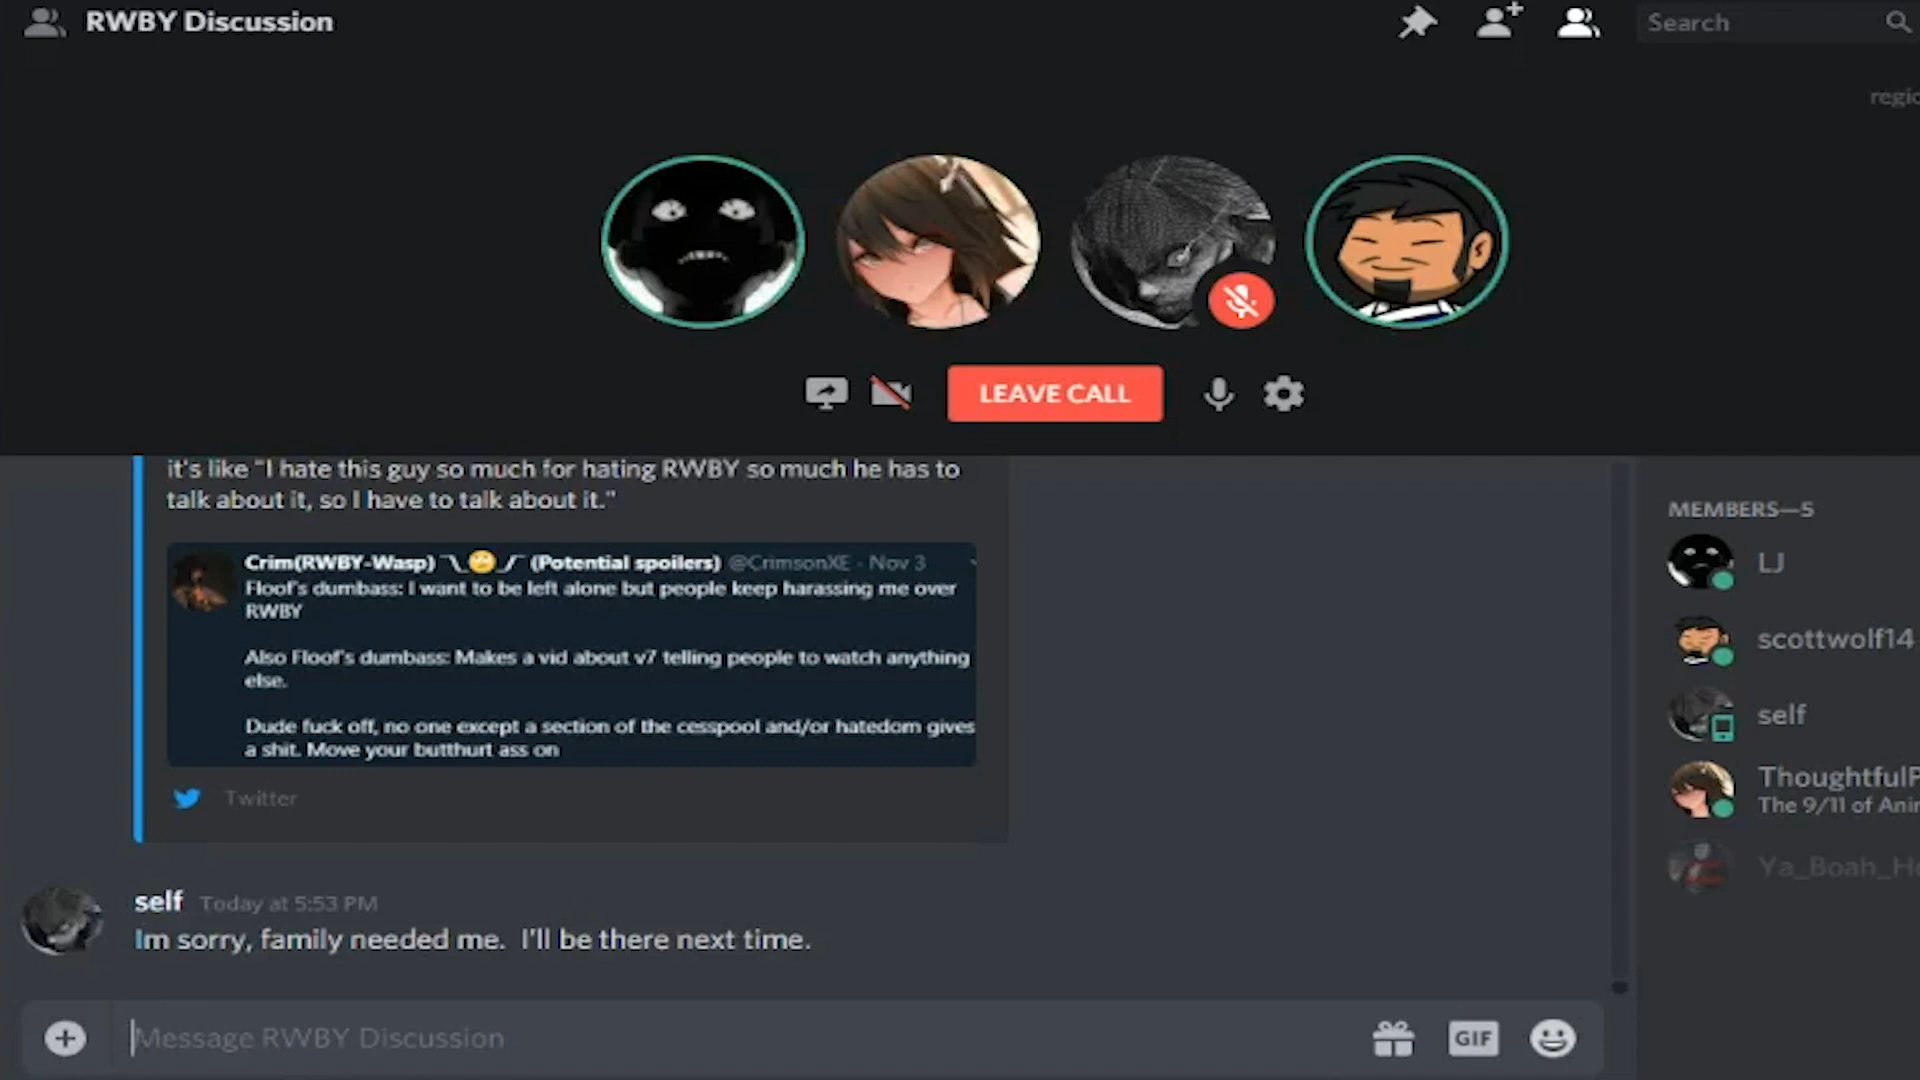 RWBY Discussion
Search
regio
LEAVE CALL
it's like "I hate this guy so much for hating RWBY so much he has to
talk about it, so I have to talk about it."
Crim(RWBY-Wasp) ¯\_🙄_/¯ (Potential spoilers) @CrimsonXE · Nov 3
Floof's dumbass: I want to be left alone but people keep harassing me over
RWBY
Also Floof's dumbass: Makes a vid about v7 telling people to watch anything
else.
Dude fuck off, no one except a section of the cesspool and/or hatedom gives
a shit. Move your butthurt ass on
Twitter
self Today at 5:53 PM
Im sorry, family needed me. I'll be there next time.
Message RWBY Discussion
GIF
MEMBERS—5
LJ
scottwolf14
self
ThoughtfulP
The 9/11 of Anim
Ya_Boah_He